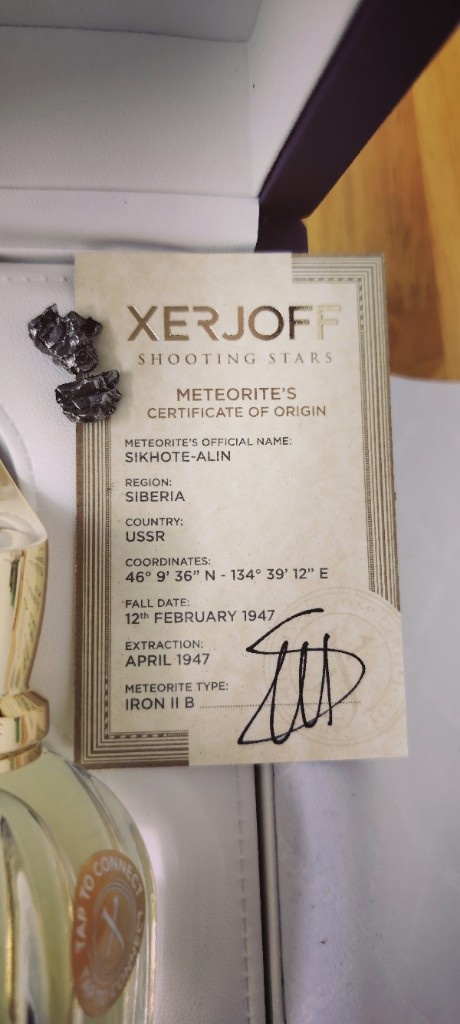 XERJOFF
SHOOTING STARS
METEORITE'S
CERTIFICATE OF ORIGIN
METEORITE'S OFFICIAL NAME:
SIKHOTE-ALIN
REGION:
SIBERIA
COUNTRY:
USSR
COORDINATES:
46° 9' 36" N - 134° 39' 12" E
FALL DATE:
12th FEBRUARY 1947
EXTRACTION:
APRIL 1947
METEORITE TYPE:
IRON II B
TAP TO CONNECT